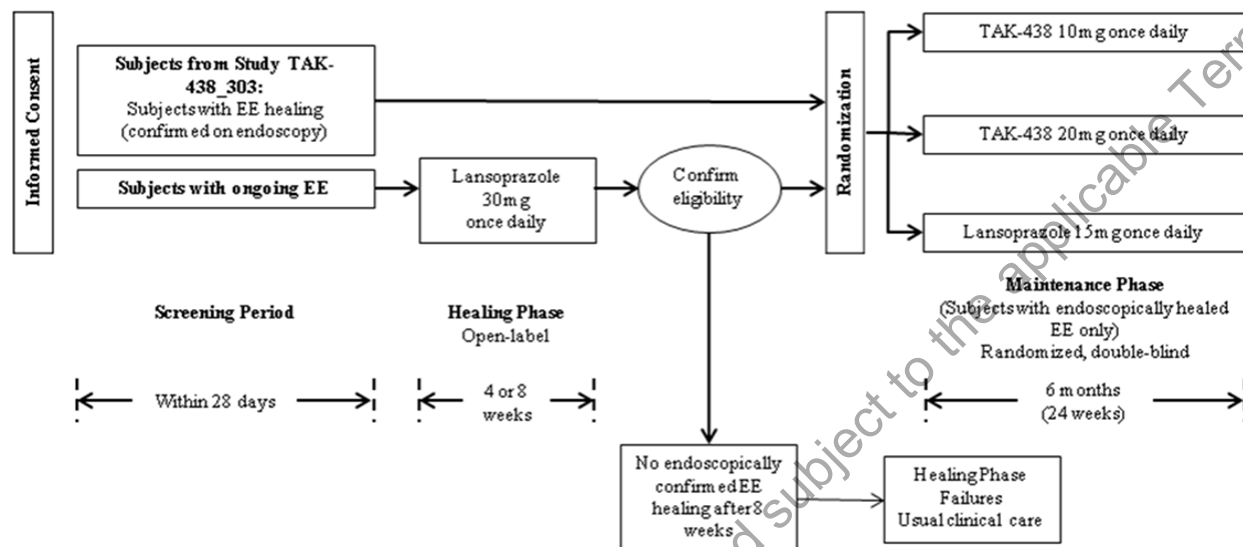 Informed Consent
Subjects from Study TAK-
438_303:
Subjects with EE healing
(confirmed on endoscopy)
Subjects with ongoing EE
Lansoprazole
30mg
once daily
Confirm
eligibility
Randomization
TAK-438 10mg once daily
TAK-438 20mg once daily
Lansoprazole 15mg once daily
Screening Period
Healing Phase
Open-label
Maintenance Phase
(Subjects with endoscopically healed
EE only)
Randomized, double-blind
Within 28 days
4 or 8
weeks
6 months
(24 weeks)
No endoscopically
confirmed EE
healing after 8
weeks
Healing Phase
Failures
Usual clinical care
subject to the applicable